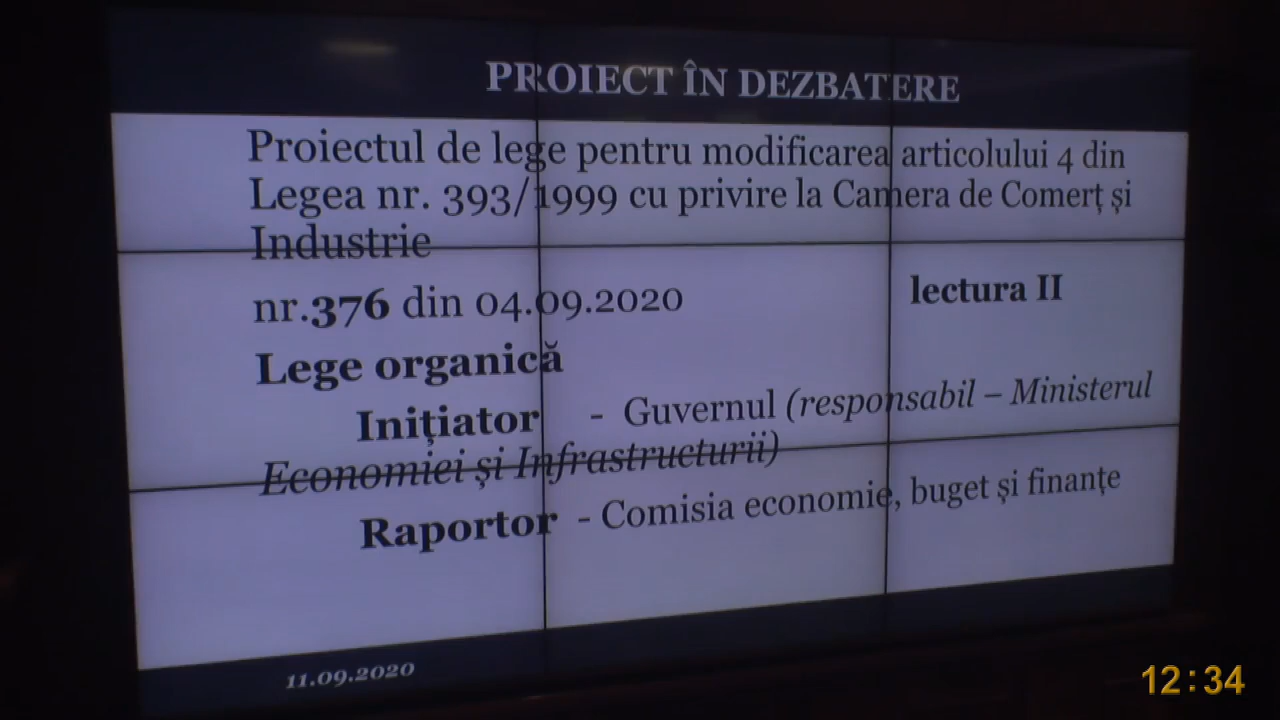 PROIECT ÎN DEZBATERE
Proiectul de lege pentru modificarea articolului 4 din
Legea nr. 393/1999 cu privire la Camera de Comerț și
Industrie
nr.376 din 04.09.2020 lectura II
Lege organică
Inițiator - Guvernul (responsabil – Ministerul
Economiei și Infrastructurii)
Raportor - Comisia economie, buget și finanțe
11.09.2020
12:34